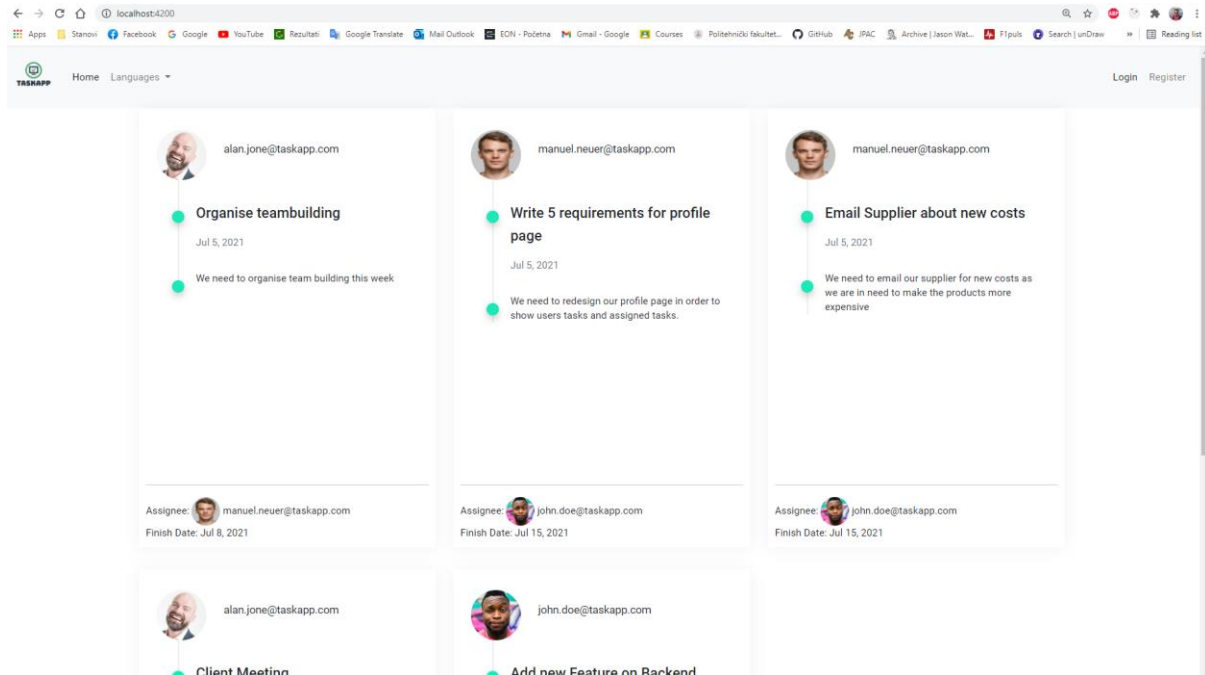 localhost:4200
Apps Stanovi Facebook Google YouTube Rezultati Google Translate Mail Outlook EON - Početna Gmail - Google Courses Politehnički fakultet... GitHub JPAC Archive | Jason Wat... F1puls Search | unDraw » Reading list
TASKAPP Home Languages Login Register
alan.jone@taskapp.com
Organise teambuilding
Jul 5, 2021
We need to organise team building this week
Assignee: manuel.neuer@taskapp.com
Finish Date: Jul 8, 2021
manuel.neuer@taskapp.com
Write 5 requirements for profile
page
Jul 5, 2021
We need to redesign our profile page in order to
show users tasks and assigned tasks.
Assignee: john.doe@taskapp.com
Finish Date: Jul 15, 2021
manuel.neuer@taskapp.com
Email Supplier about new costs
Jul 5, 2021
We need to email our supplier for new costs as
we are in need to make the products more
expensive
Assignee: john.doe@taskapp.com
Finish Date: Jul 15, 2021
alan.jone@taskapp.com
Client Meeting
john.doe@taskapp.com
Add new Feature on Backend